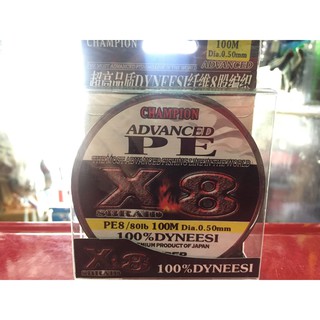 CHAMPION
100M
Dia.0.50mm
超高品质DYNEESI纤维8股编织
CHAMPION
ADVANCED
PE
X8
BRAID
PE8/80lb 100M Dia.0.50mm
100%DYNEESI
PREMIUM PRODUCT OF JAPAN
X8
100%DYNEESI